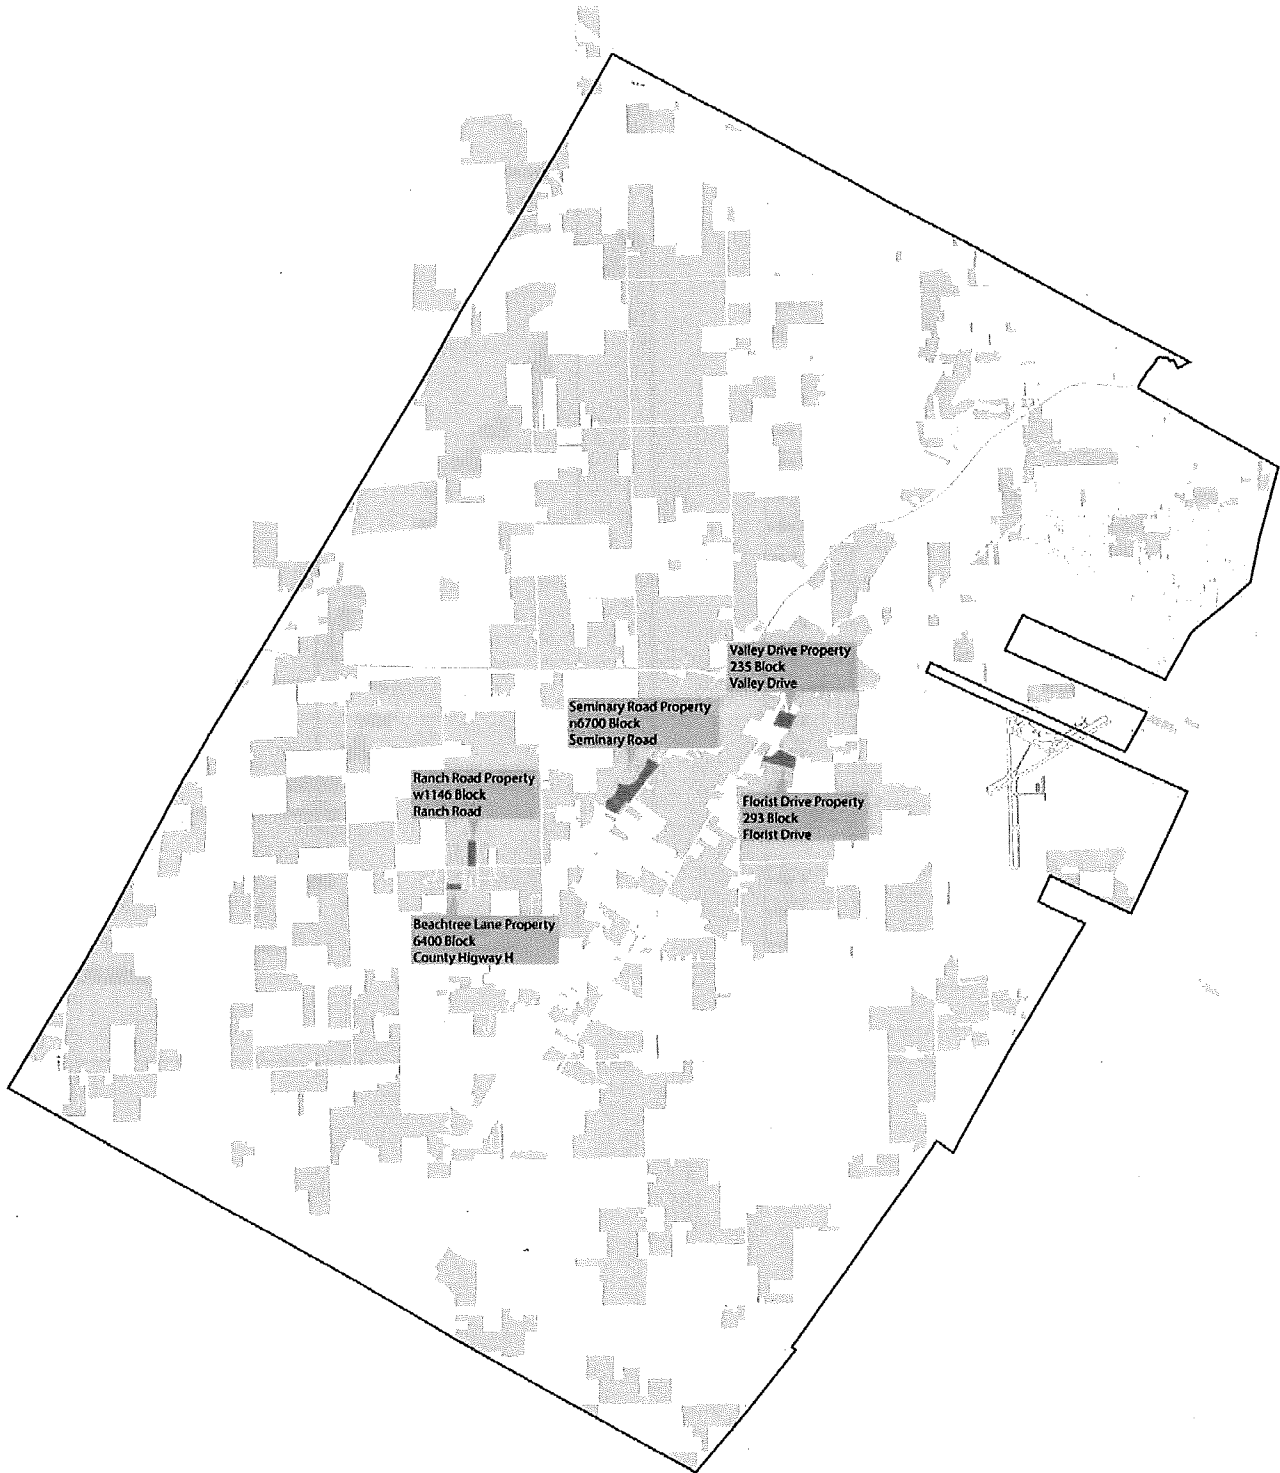 Valley Drive Property
235 Block
Valley Drive
Seminary Road Property
n6700 Block
Seminary Road
Ranch Road Property
w1146 Block
Ranch Road
Florist Drive Property
293 Block
Florist Drive
Beachtree Lane Property
6400 Block
County Higway H